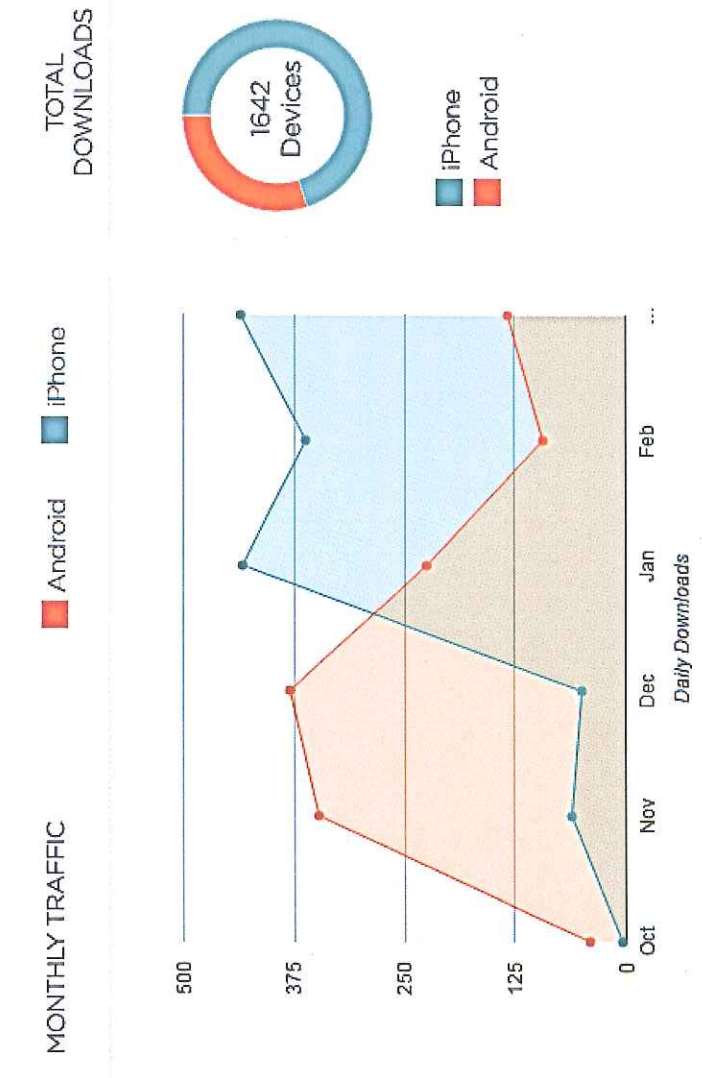 MONTHLY TRAFFIC
Android
iPhone
500
375
250
125
0
Oct
Nov
Dec
Jan
Feb
...
Daily Downloads
TOTAL
DOWNLOADS
1642
Devices
iPhone
Android